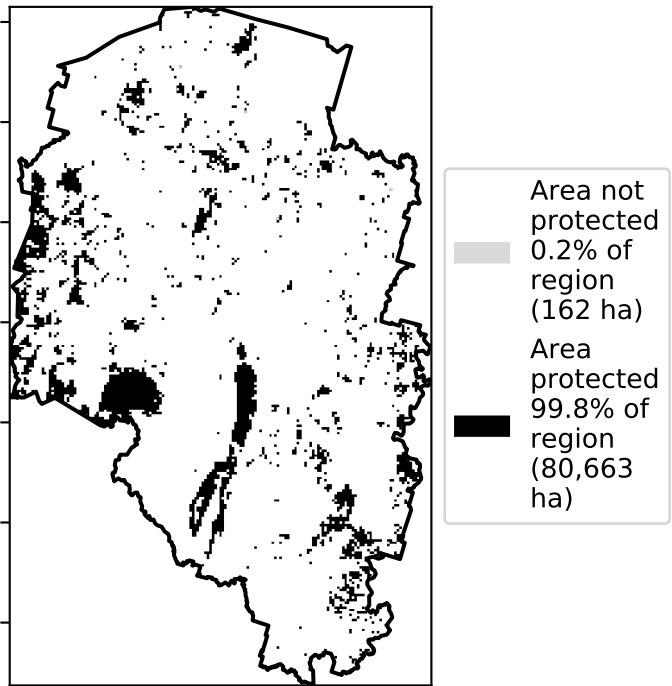 Area not
protected
0.2% of
region
(162 ha)
Area
protected
99.8% of
region
(80,663
ha)